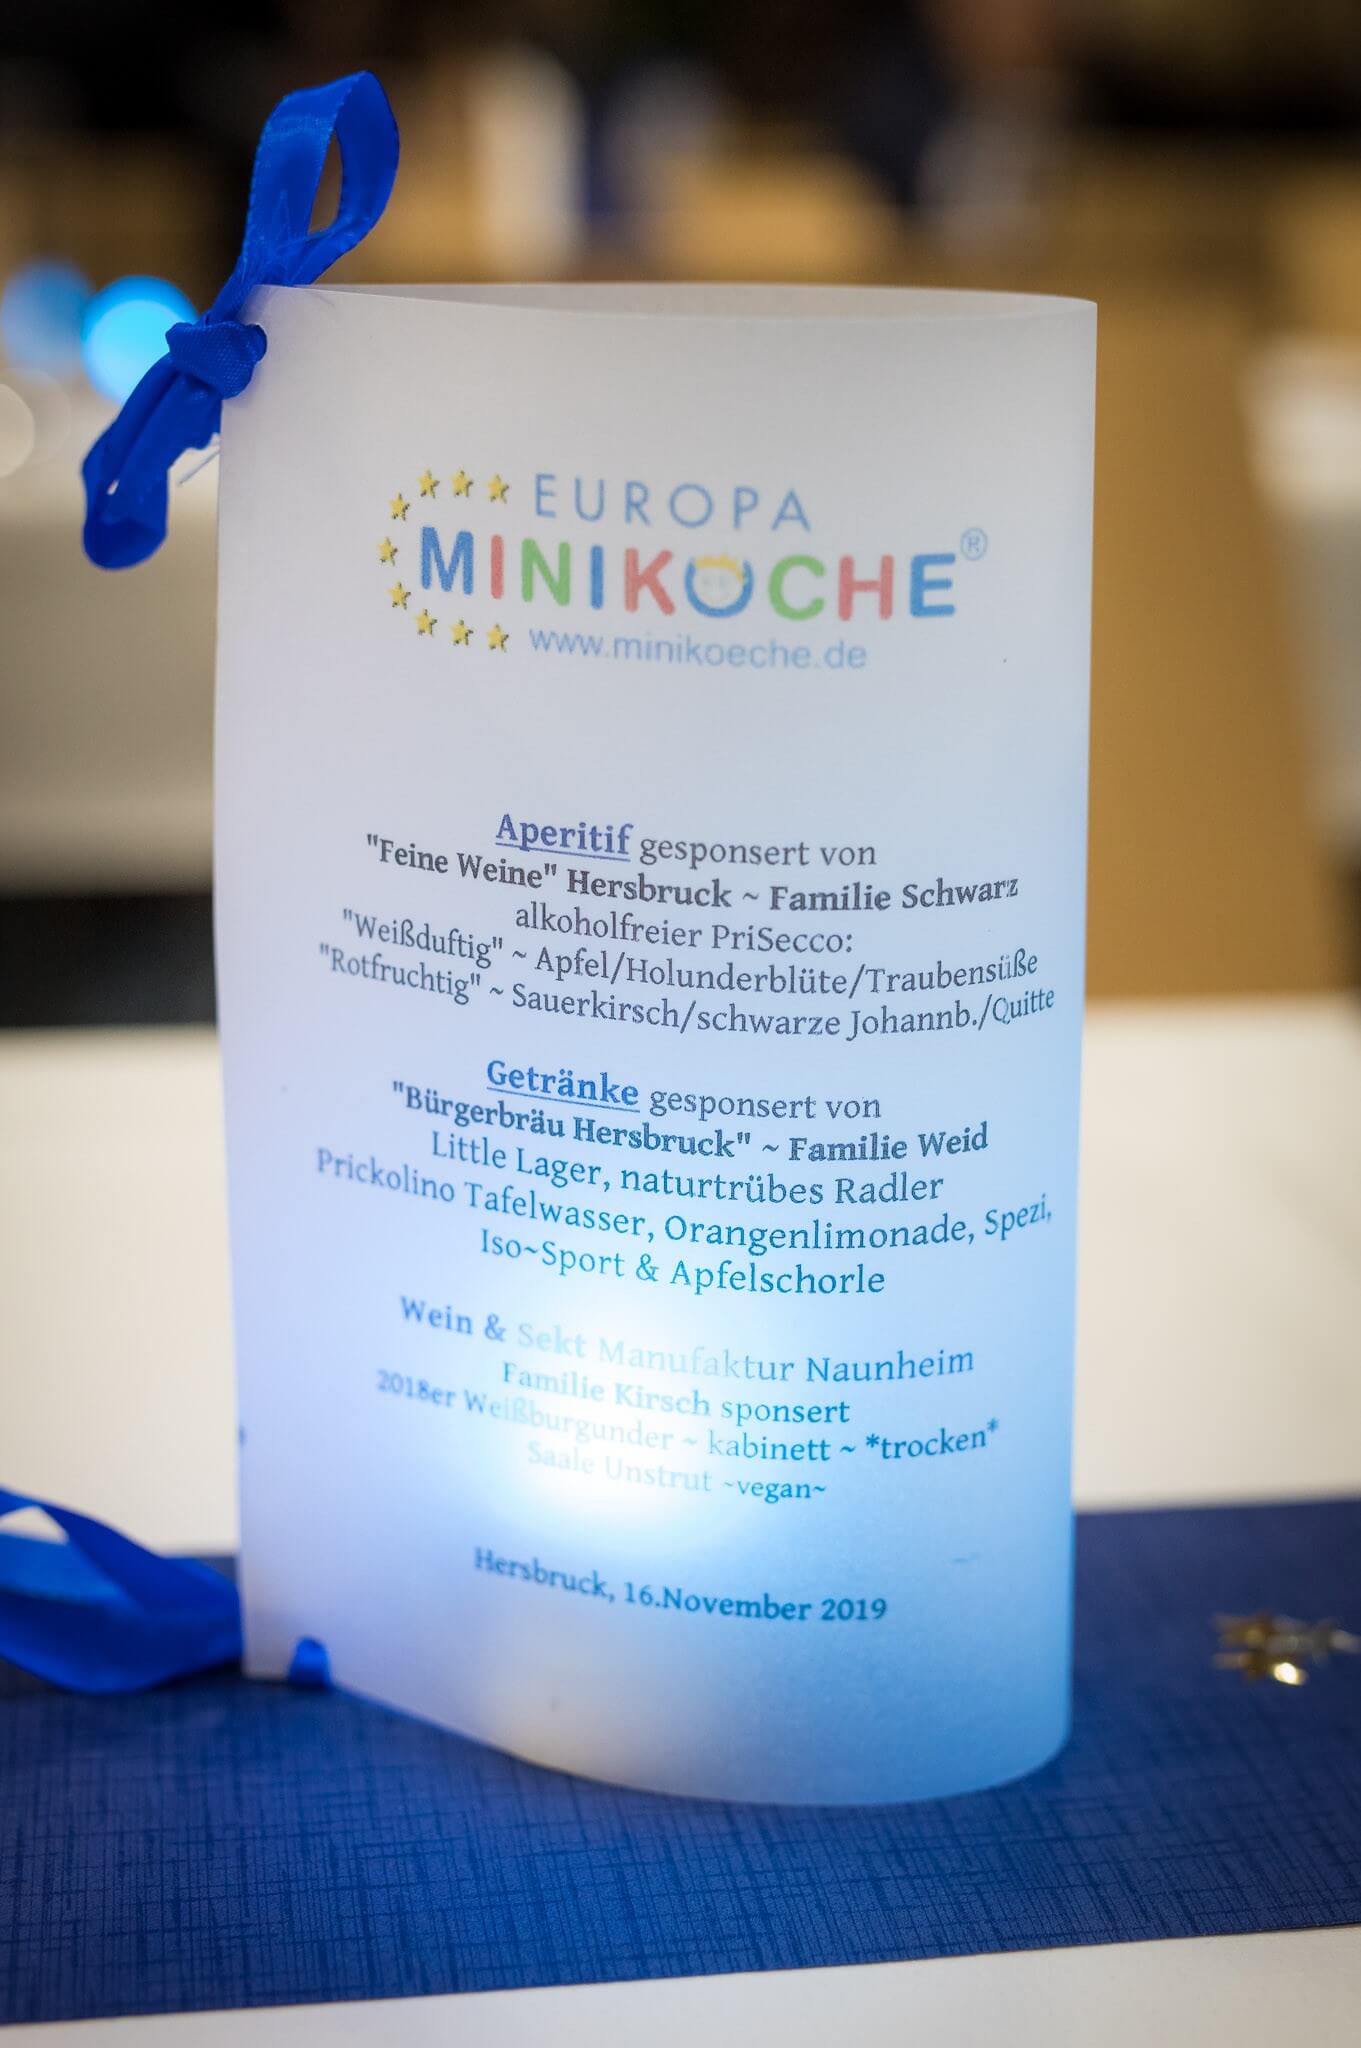 EUROPA
MINIKÖCHE®
www.minikoeche.de
Aperitif gesponsert von
"Feine Weine" Hersbruck ~ Familie Schwarz
alkoholfreier PriSecco:
"Weißduftig" ~ Apfel/Holunderblüte/Traubensüße
"Rotfruchtig" ~ Sauerkirsch/schwarze Johannb./Quitte
Getränke gesponsert von
"Bürgerbräu Hersbruck" ~ Familie Weid
Little Lager, naturtrübes Radler
Prickolino Tafelwasser, Orangenlimonade, Spezi,
Iso~Sport & Apfelschorle
Wein & Sekt Manufaktur Naunheim
Familie Kirsch sponsert
2018er Weißburgunder ~ kabinett ~ *trocken*
Saale Unstrut ~vegan~
Hersbruck, 16.November 2019